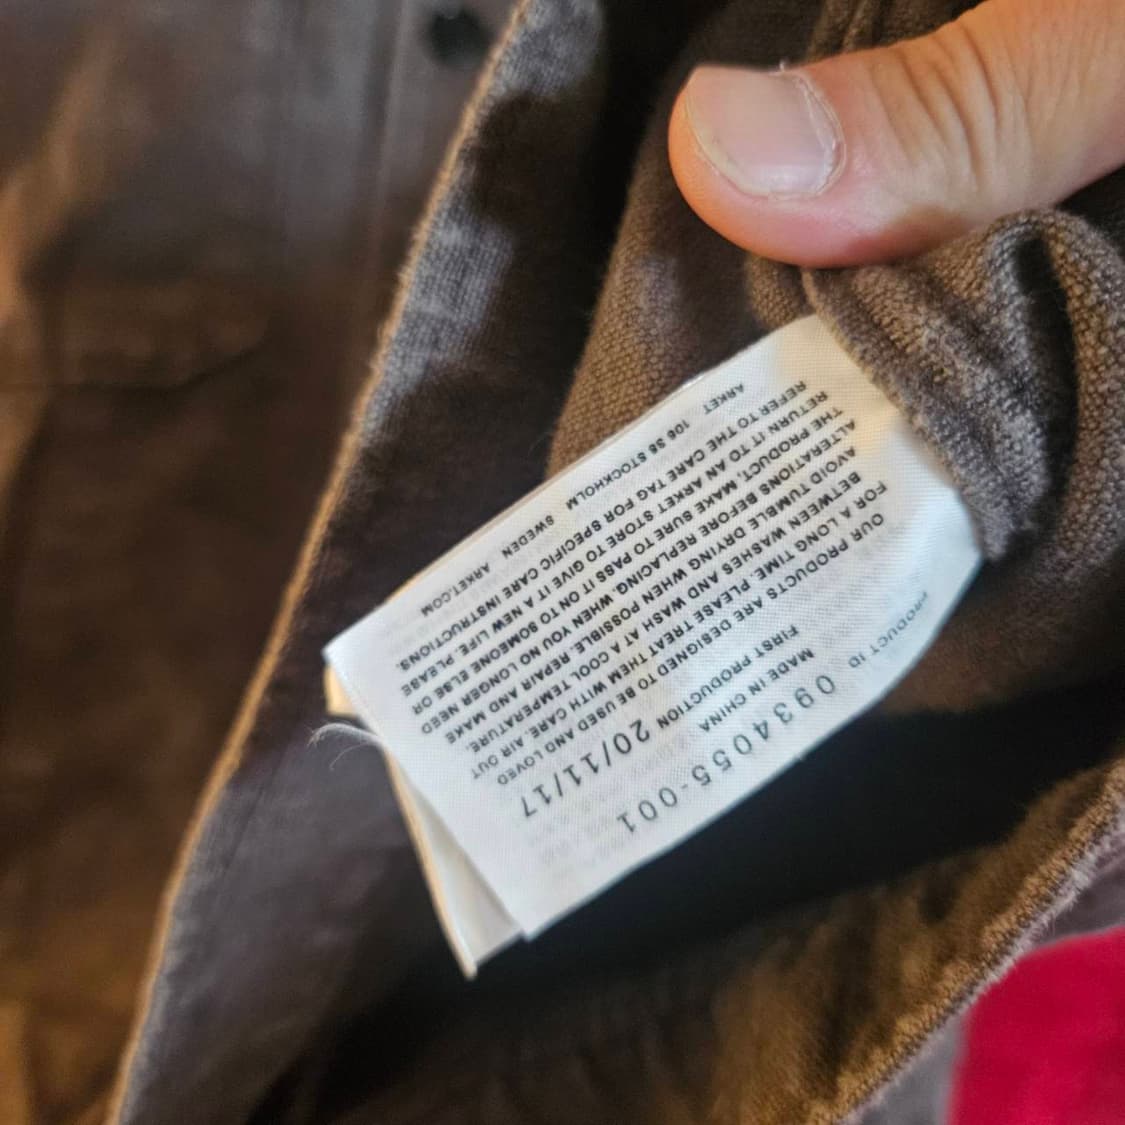 PRODUCT ID
0934055-001
MADE IN CHINA
FIRST PRODUCTION 20/11/17
OUR PRODUCTS ARE DESIGNED TO BE USED AND LOVED
FOR A LONG TIME. PLEASE TREAT THEM WITH CARE. AIR OUT
BETWEEN WASHES AND WASH AT A COOL TEMPERATURE.
AVOID TUMBLE DRYING WHEN POSSIBLE. REPAIR AND MAKE
ALTERATIONS BEFORE REPLACING. WHEN YOU NO LONGER NEED
THE PRODUCT, MAKE SURE TO PASS IT ON TO SOMEONE ELSE OR
RETURN IT TO AN ARKET STORE TO GIVE IT A NEW LIFE. PLEASE
REFER TO THE CARE TAG FOR SPECIFIC CARE INSTRUCTIONS.
ARKET 106 38 STOCKHOLM SWEDEN ARKET.COM